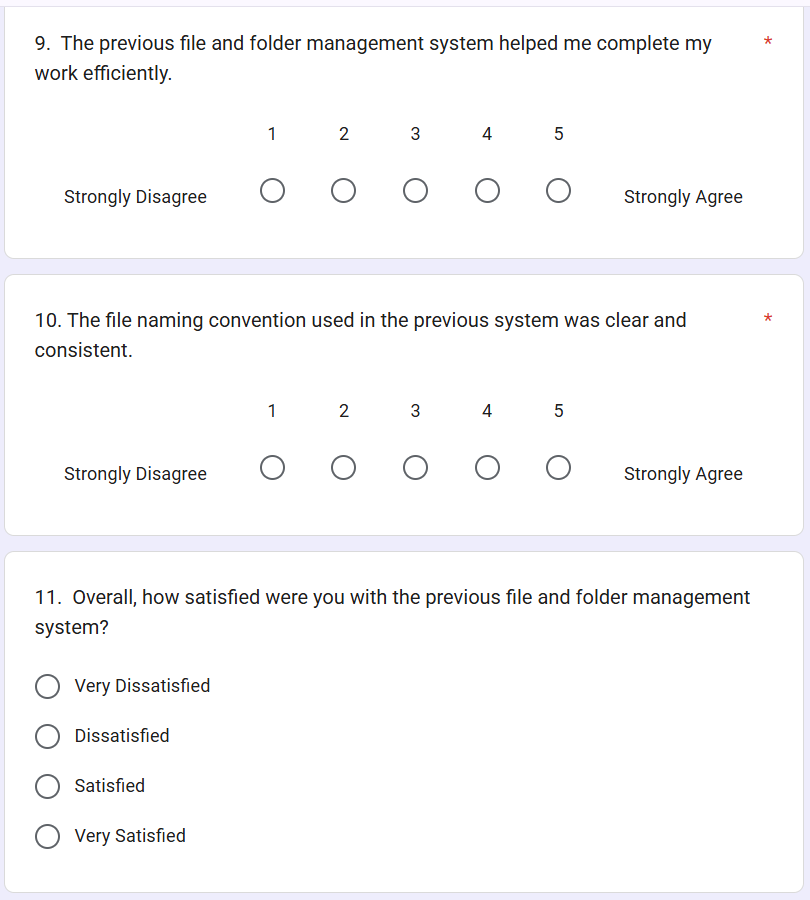 9.  The previous file and folder management system helped me complete my *
work efficiently.
1 2 3 4 5
Strongly Disagree Strongly Agree
10. The file naming convention used in the previous system was clear and *
consistent.
1 2 3 4 5
Strongly Disagree Strongly Agree
11.  Overall, how satisfied were you with the previous file and folder management
system?
Very Dissatisfied
Dissatisfied
Satisfied
Very Satisfied